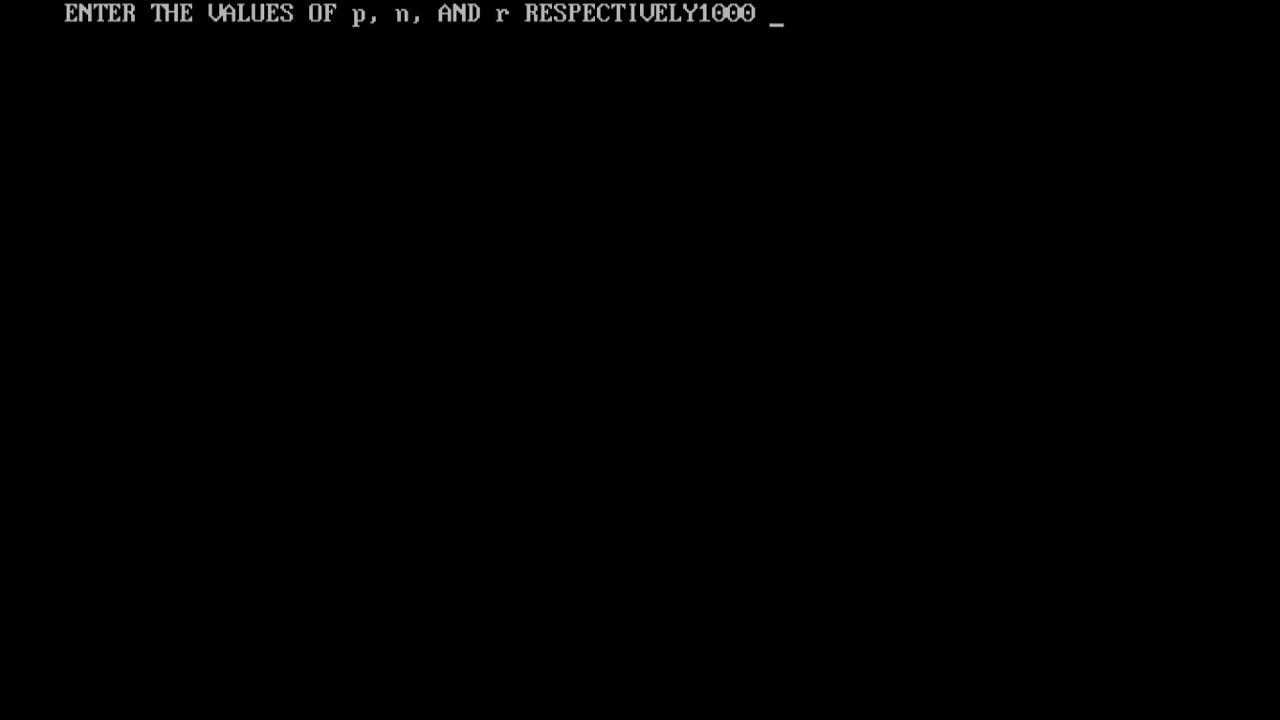 ENTER THE VALUES OF p, n, AND r RESPECTIVELY1000 _